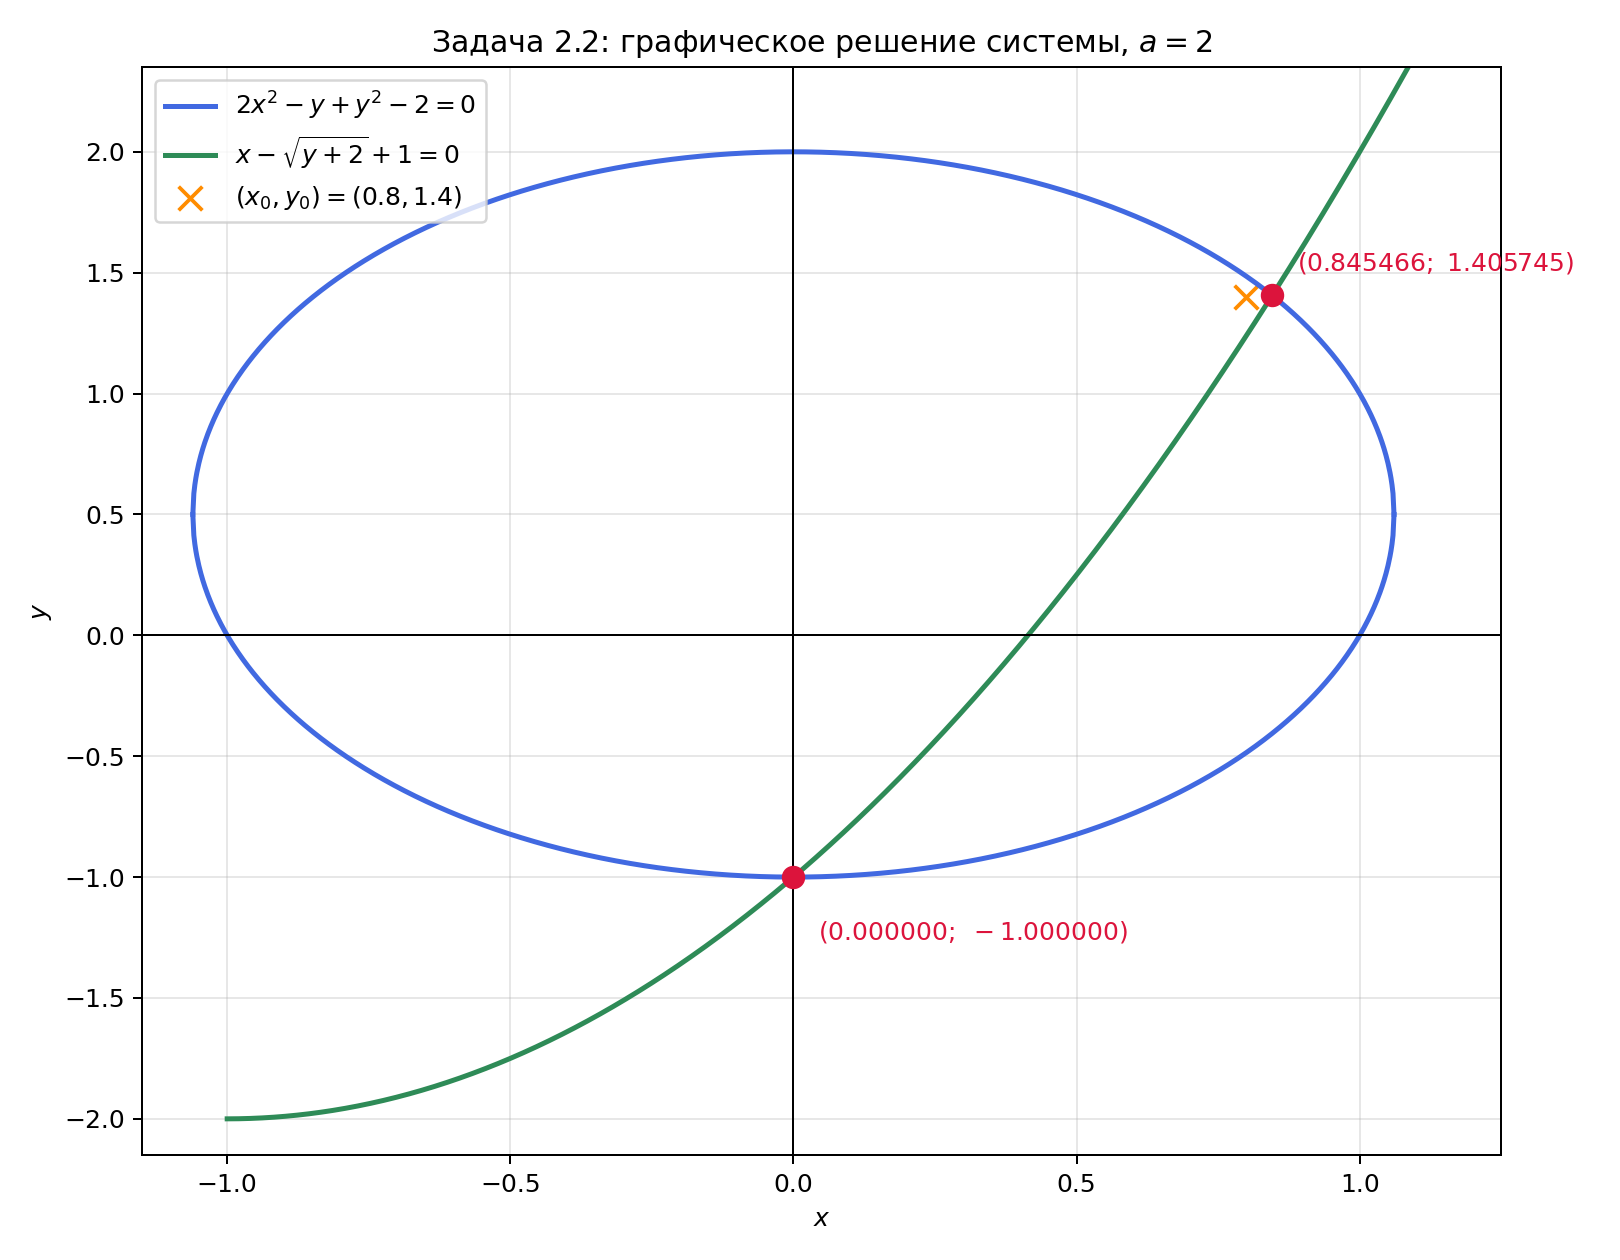 Задача 2.2: графическое решение системы, a = 2
2x² − y + y² − 2 = 0
x − √(y + 2) + 1 = 0
(x₀, y₀) = (0.8, 1.4)
2.0
1.5
1.0
0.5
0.0
−0.5
−1.0
−1.5
−2.0
y
(0.845466; 1.405745)
(0.000000; −1.000000)
−1.0 −0.5 0.0 0.5 1.0
x